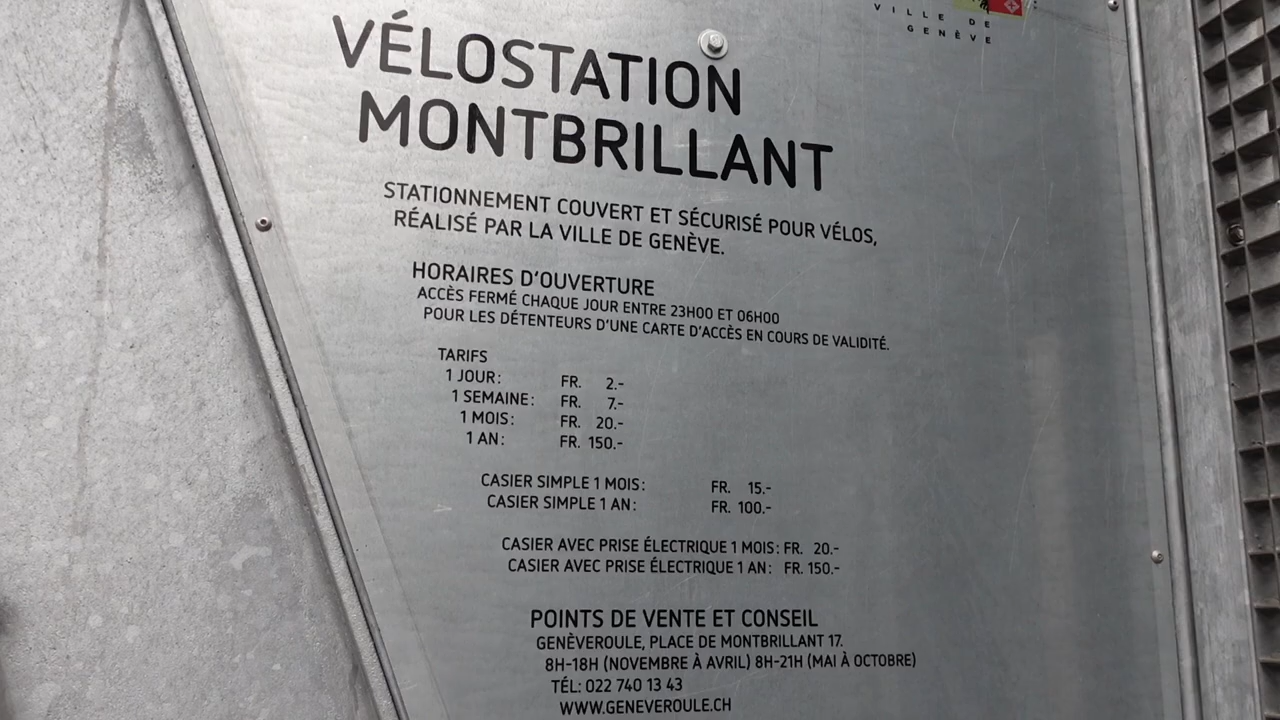 VILLE DE
GENÈVE
VÉLOSTATION
MONTBRILLANT
STATIONNEMENT COUVERT ET SÉCURISÉ POUR VÉLOS,
RÉALISÉ PAR LA VILLE DE GENÈVE.
HORAIRES D'OUVERTURE
ACCÈS FERMÉ CHAQUE JOUR ENTRE 23H00 ET 06H00
POUR LES DÉTENTEURS D'UNE CARTE D'ACCÈS EN COURS DE VALIDITÉ.
TARIFS
1 JOUR: FR. 2.-
1 SEMAINE: FR. 7.-
1 MOIS: FR. 20.-
1 AN: FR. 150.-
CASIER SIMPLE 1 MOIS: FR. 15.-
CASIER SIMPLE 1 AN: FR. 100.-
CASIER AVEC PRISE ÉLECTRIQUE 1 MOIS: FR. 20.-
CASIER AVEC PRISE ÉLECTRIQUE 1 AN: FR. 150.-
POINTS DE VENTE ET CONSEIL
GENÈVEROULE, PLACE DE MONTBRILLANT 17.
8H-18H (NOVEMBRE À AVRIL) 8H-21H (MAI À OCTOBRE)
TÉL: 022 740 13 43
WWW.GENEVEROULE.CH